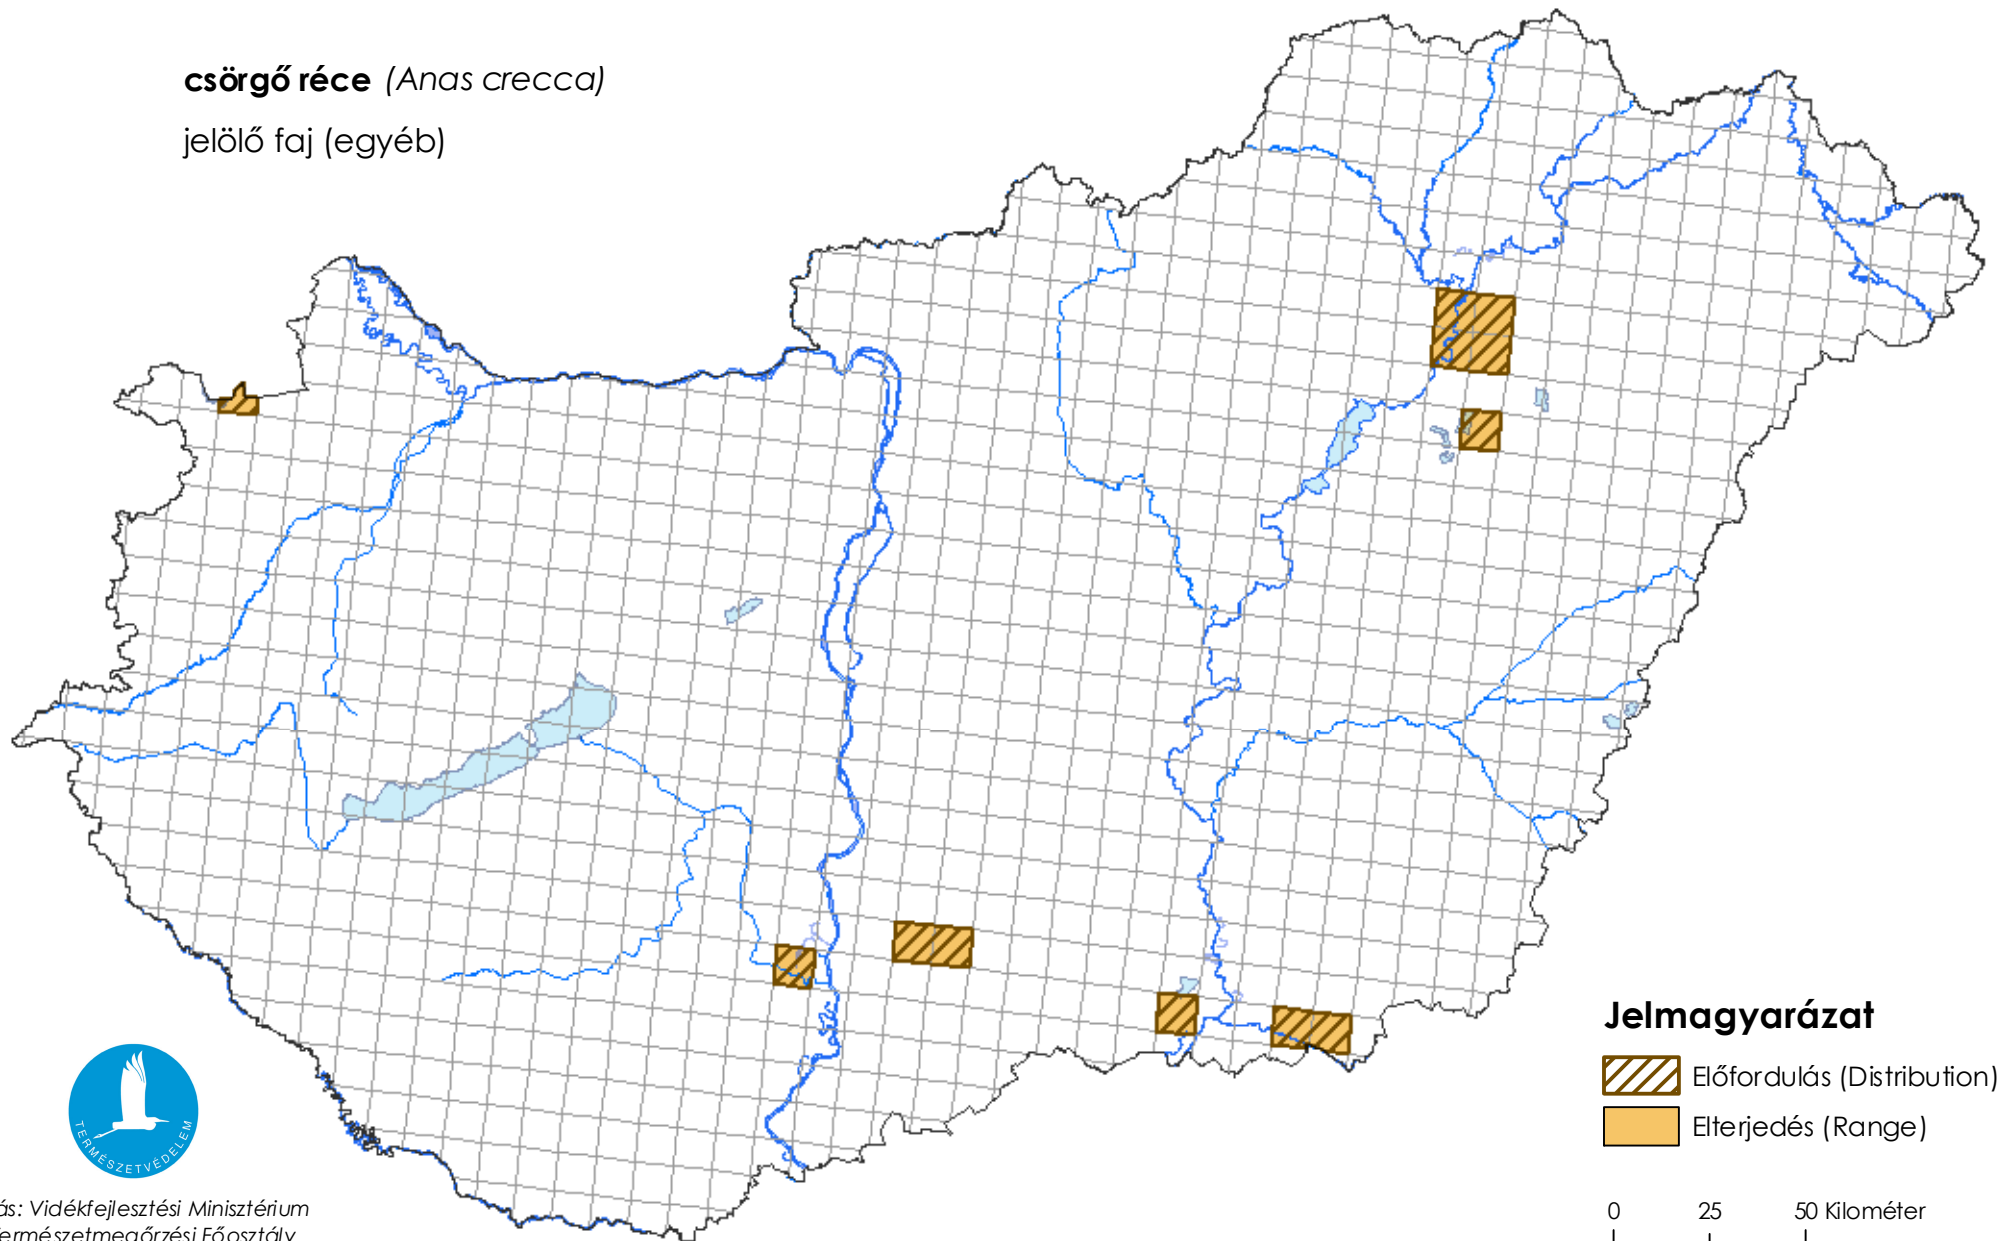 csörgő réce (Anas crecca)
jelölő faj (egyéb)
Jelmagyarázat
Előfordulás (Distribution)
Elterjedés (Range)
0 25 50 Kilométer
TERMÉSZETVÉDELEM
Vidékfejlesztési Minisztérium
Természetmegőrzési Főosztály